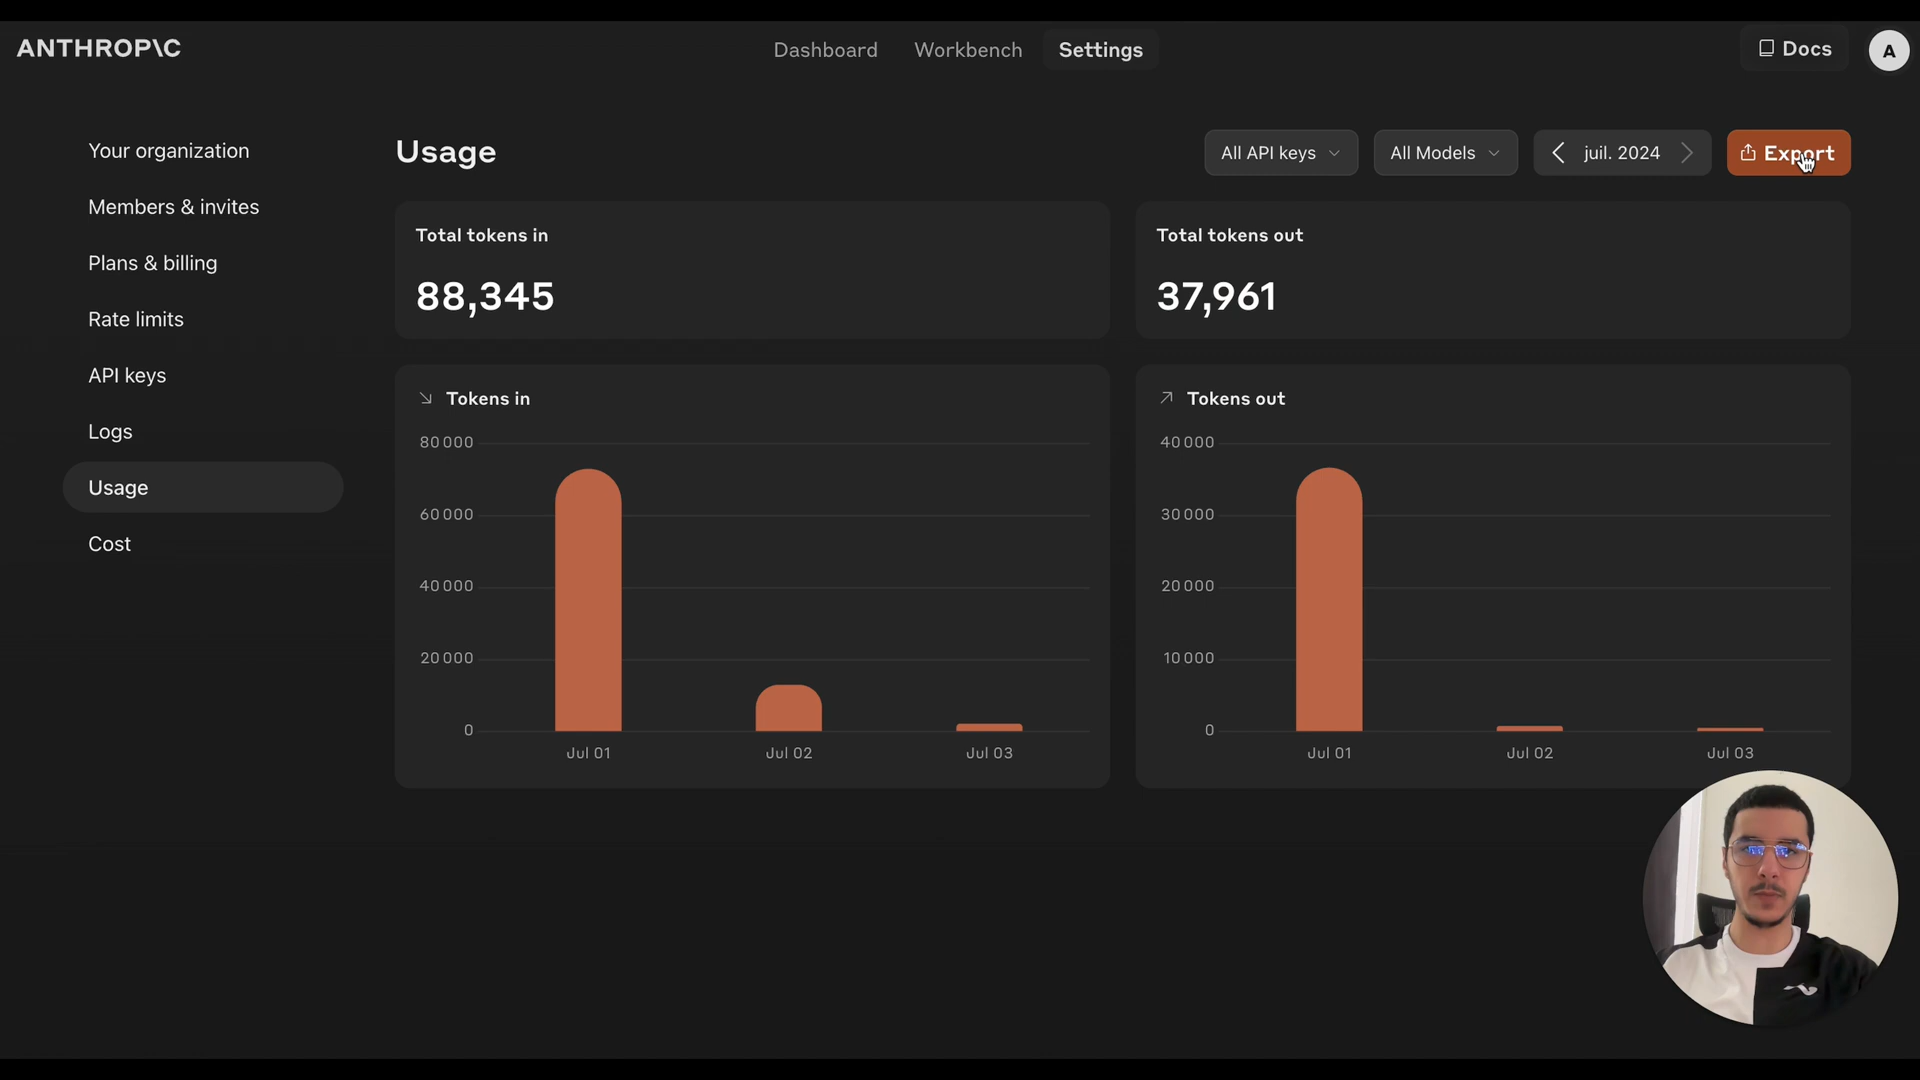 ANTHROP\C
Dashboard
Workbench
Settings
Docs
A
Your organization
Members & invites
Plans & billing
Rate limits
API keys
Logs
Usage
Cost
Usage
All API keys
All Models
juil. 2024
Export
Total tokens in
88,345
Total tokens out
37,961
Tokens in
80 000
60 000
40 000
20 000
0
Jul 01
Jul 02
Jul 03
Tokens out
40 000
30 000
20 000
10 000
0
Jul 01
Jul 02
Jul 03